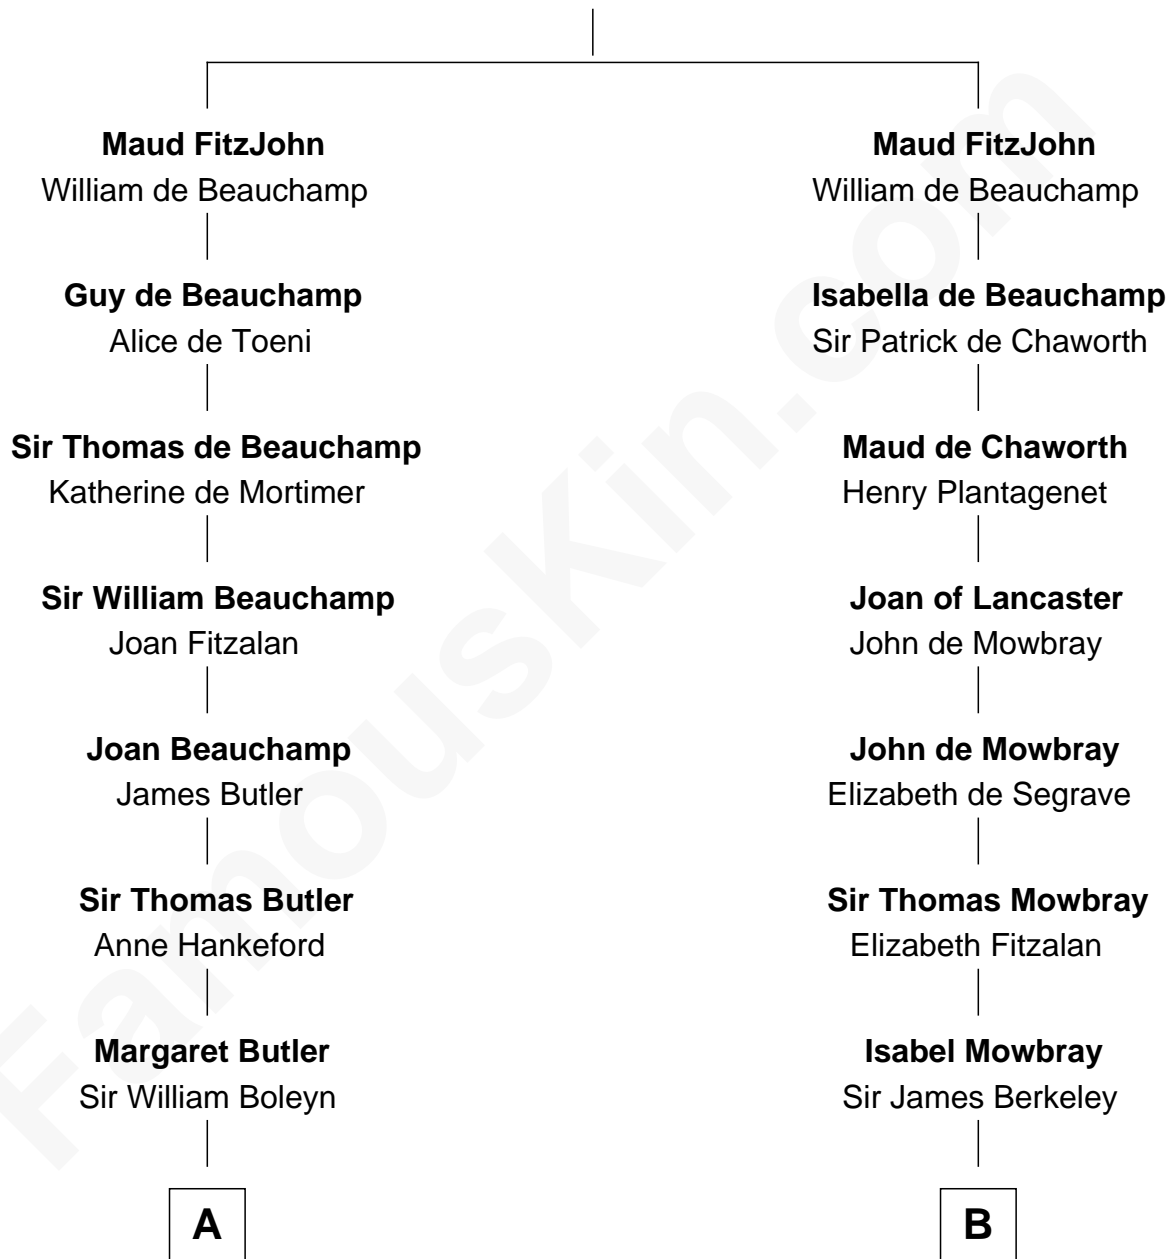 Maud FitzJohn
William de Beauchamp
Guy de Beauchamp
Alice de Toeni
Sir Thomas de Beauchamp
Katherine de Mortimer
Sir William Beauchamp
Joan Fitzalan
Joan Beauchamp
James Butler
Sir Thomas Butler
Anne Hankeford
Margaret Butler
Sir William Boleyn
A
Maud FitzJohn
William de Beauchamp
Isabella de Beauchamp
Sir Patrick de Chaworth
Maud de Chaworth
Henry Plantagenet
Joan of Lancaster
John de Mowbray
John de Mowbray
Elizabeth de Segrave
Sir Thomas Mowbray
Elizabeth Fitzalan
Isabel Mowbray
Sir James Berkeley
B
FamousKin.com